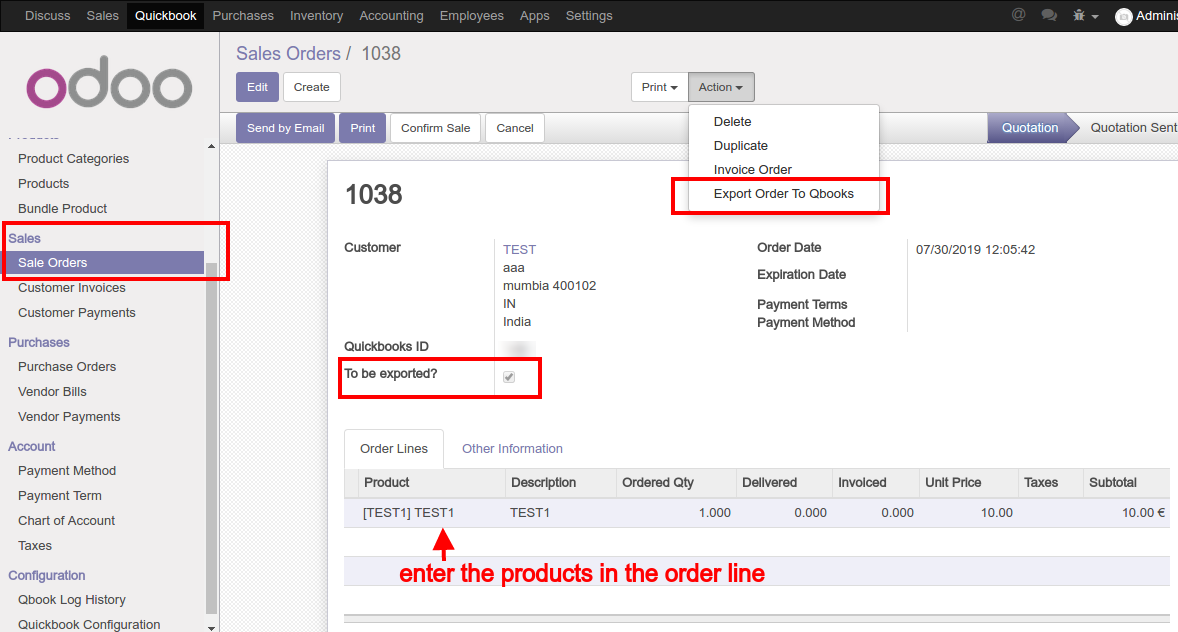 Discuss Sales Quickbook Purchases Inventory Accounting Employees Apps Settings @
odoo
Product Categories
Products
Bundle Product
Sales
Sale Orders
Customer Invoices
Customer Payments
Purchases
Purchase Orders
Vendor Bills
Vendor Payments
Account
Payment Method
Payment Term
Chart of Account
Taxes
Configuration
Qbook Log History
Quickbook Configuration
Sales Orders / 1038
Edit Create Print Action
Send by Email Print Confirm Sale Cancel Quotation Quotation Sent
Delete
Duplicate
Invoice Order
Export Order To Qbooks
1038
Customer TEST
aaa
mumbia 400102
IN
India
Quickbooks ID
To be exported?
Order Date 07/30/2019 12:05:42
Expiration Date
Payment Terms
Payment Method
Order Lines Other Information
Product Description Ordered Qty Delivered Invoiced Unit Price Taxes Subtotal
[TEST1] TEST1 TEST1 1.000 0.000 0.000 10.00 10.00 €
enter the products in the order line